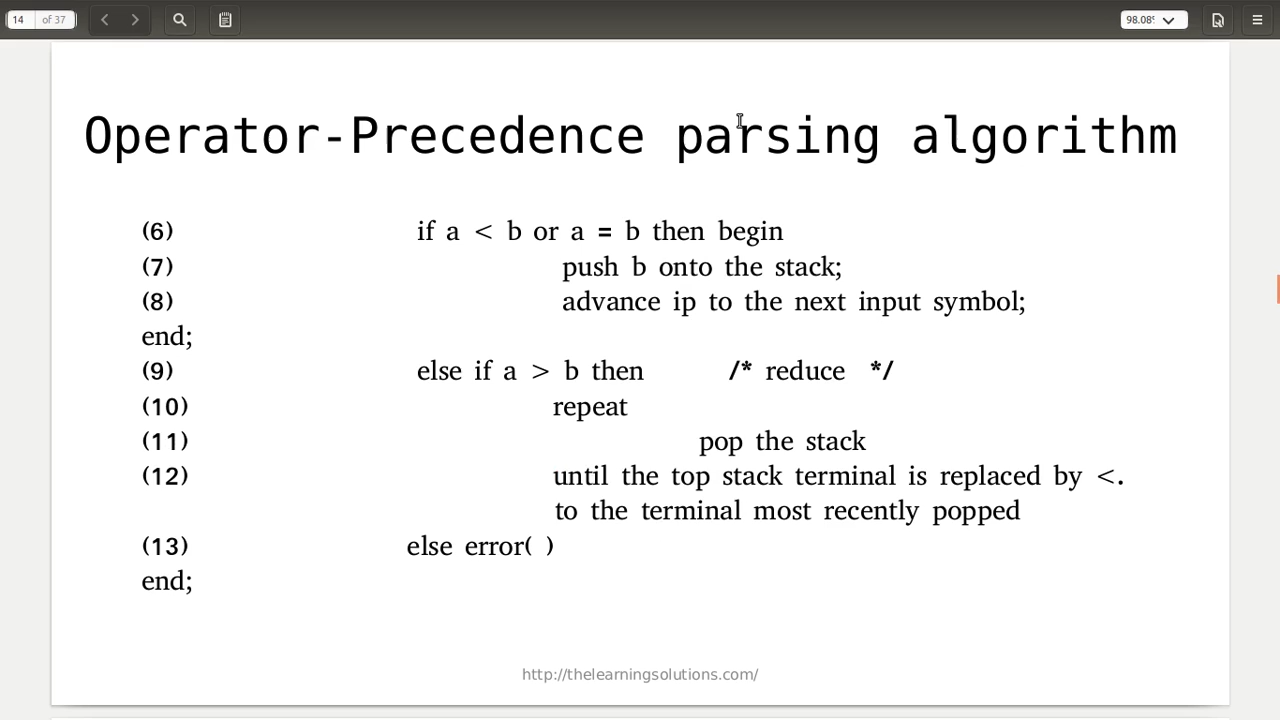 14 of 37
98.08%
Operator-Precedence parsing algorithm
(6) if a < b or a = b then begin
(7) push b onto the stack;
(8) advance ip to the next input symbol;
end;
(9) else if a > b then /* reduce */
(10) repeat
(11) pop the stack
(12) until the top stack terminal is replaced by <.
to the terminal most recently popped
(13) else error( )
end;
http://thelearningsolutions.com/